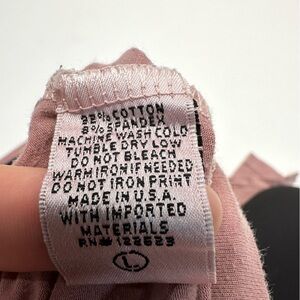 92% COTTON
8% SPANDEX
MACHINE WASH COLD
TUMBLE DRY LOW
DO NOT BLEACH
WARM IRON IF NEEDED
DO NOT IRON PRINT
MADE IN U.S.A
WITH IMPORTED
MATERIALS
RN# 122623
L